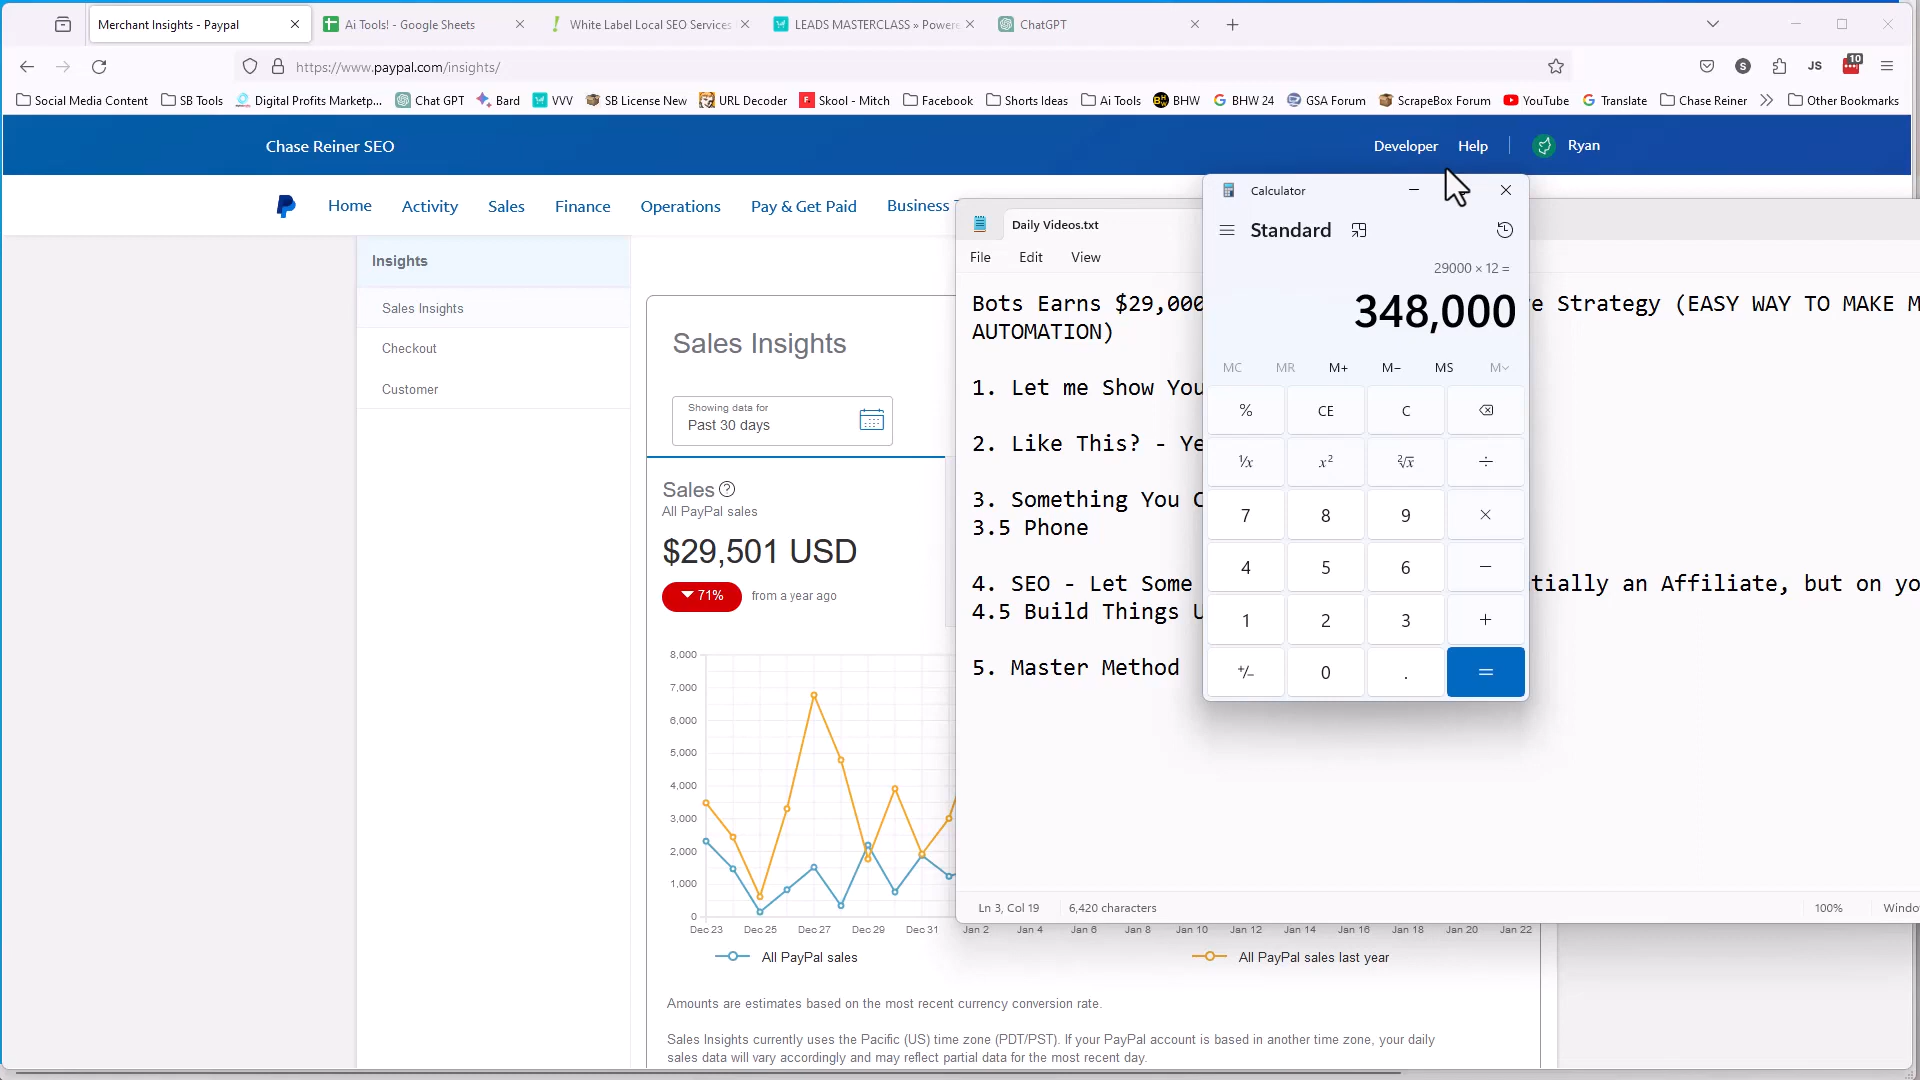 Merchant Insights - Paypal
Ai Tools! - Google Sheets
White Label Local SEO Services
LEADS MASTERCLASS » Powere
ChatGPT
https://www.paypal.com/insights/
10
S
JS
Social Media Content
SB Tools
Digital Profits Marketp...
Chat GPT
Bard
VVV
SB License New
URL Decoder
Skool - Mitch
Facebook
Shorts Ideas
Ai Tools
BHW
BHW 24
GSA Forum
ScrapeBox Forum
YouTube
Translate
Chase Reiner
Other Bookmarks
Chase Reiner SEO
Developer
Help
Ryan
Home
Activity
Sales
Finance
Operations
Pay & Get Paid
Business
Insights
Sales Insights
Checkout
Customer
Sales Insights
Showing data for
Past 30 days
Sales
All PayPal sales
$29,501 USD
71%
from a year ago
8,000
7,000
6,000
5,000
4,000
3,000
2,000
1,000
0
Dec 23
Dec 25
Dec 27
Dec 29
Dec 31
Jan 2
Jan 4
Jan 6
Jan 8
Jan 10
Jan 12
Jan 14
Jan 16
Jan 18
Jan 20
Jan 22
All PayPal sales
All PayPal sales last year
Amounts are estimates based on the most recent currency conversion rate.
Sales Insights currently uses the Pacific (US) time zone (PDT/PST). If your PayPal account is based in another time zone, your daily
sales data will vary accordingly and may reflect partial data for the most recent day.
Daily Videos.txt
File
Edit
View
Bots Earns $29,000
e Strategy (EASY WAY TO MAKE M
AUTOMATION)
1. Let me Show You
2. Like This? - Ye
3. Something You C
3.5 Phone
4. SEO - Let Some
tially an Affiliate, but on yo
4.5 Build Things U
5. Master Method
Ln 3, Col 19
6,420 characters
100%
Windo
Calculator
Standard
29000 × 12 =
348,000
MC
MR
M+
M−
MS
M
%
CE
C
⅟x
x²
²√x
÷
7
8
9
×
4
5
6
−
1
2
3
+
+/−
0
.
=